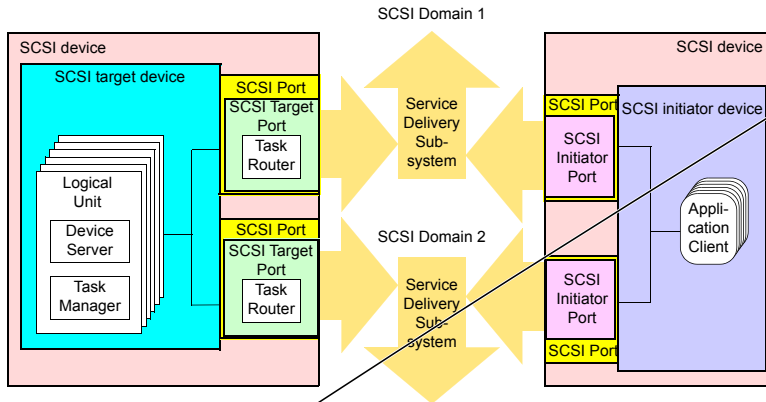 SCSI Domain 1
SCSI device
SCSI target device
SCSI Port
SCSI Target
Port
Task
Router
Logical
Unit
Device
Server
Task
Manager
SCSI Port
SCSI Target
Port
Task
Router
Service
Delivery
Sub-
system
SCSI Domain 2
Service
Delivery
Sub-
system
SCSI device
SCSI Port
SCSI initiator device
SCSI
Initiator
Port
Appli-
cation
Client
SCSI
Initiator
Port
SCSI Port